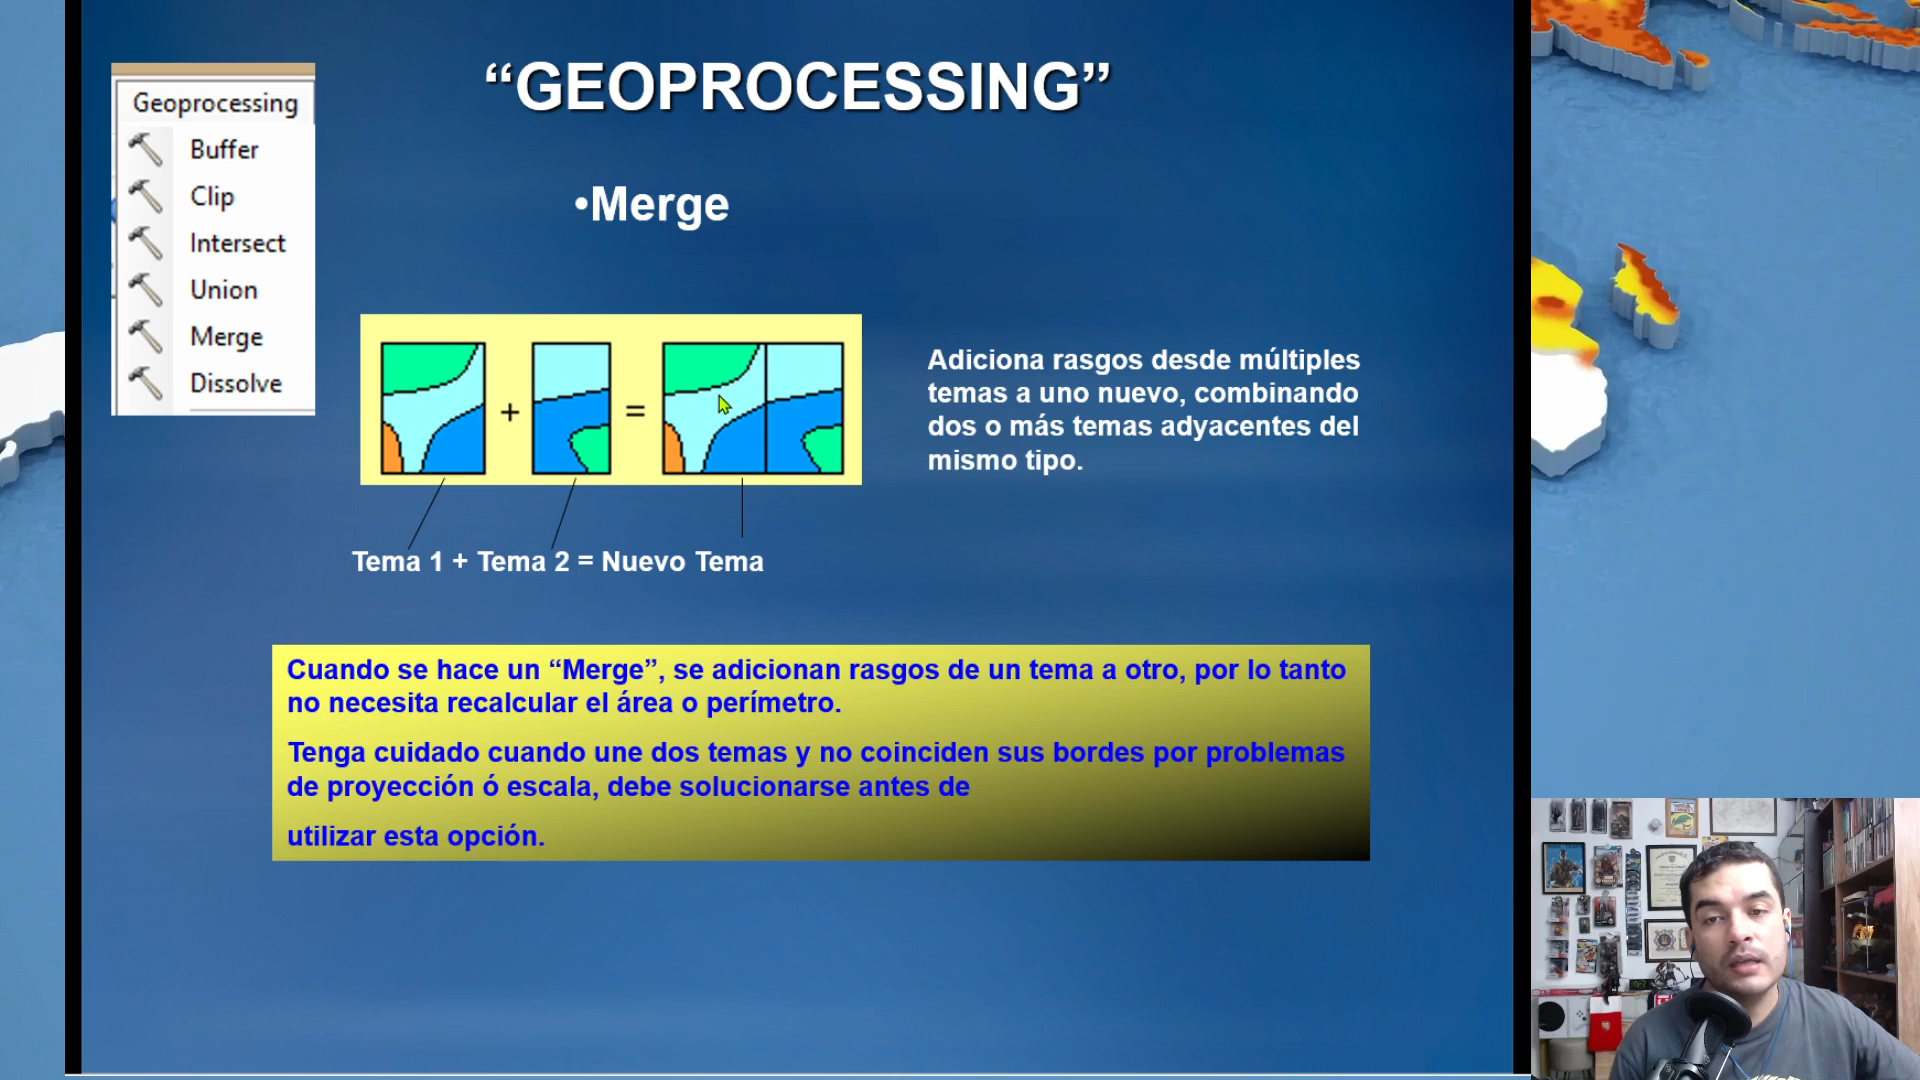 “GEOPROCESSING”
Geoprocessing
Buffer
Clip
Intersect
Union
Merge
Dissolve
•Merge
+
=
Adiciona rasgos desde múltiples
temas a uno nuevo, combinando
dos o más temas adyacentes del
mismo tipo.
Tema 1 + Tema 2 = Nuevo Tema
Cuando se hace un “Merge”, se adicionan rasgos de un tema a otro, por lo tanto
no necesita recalcular el área o perímetro.
Tenga cuidado cuando une dos temas y no coinciden sus bordes por problemas
de proyección ó escala, debe solucionarse antes de
utilizar esta opción.